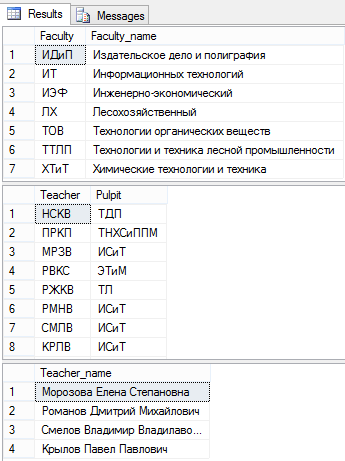 Results Messages
Faculty Faculty_name
1 ИДиП Издательское дело и полиграфия
2 ИТ Информационных технологий
3 ИЭФ Инженерно-экономический
4 ЛХ Лесохозяйственный
5 ТОВ Технологии органических веществ
6 ТТЛП Технологии и техника лесной промышленности
7 ХТиТ Химические технологии и техника
Teacher Pulpit
1 НСКВ ТДП
2 ПРКП ТНХСиППМ
3 МРЗВ ИСиТ
4 РВКС ЭТиМ
5 РЖКВ ТЛ
6 РМНВ ИСиТ
7 СМЛВ ИСиТ
8 КРЛВ ИСиТ
Teacher_name
1 Морозова Елена Степановна
2 Романов Дмитрий Михайлович
3 Смелов Владимир Владилаво...
4 Крылов Павел Павлович